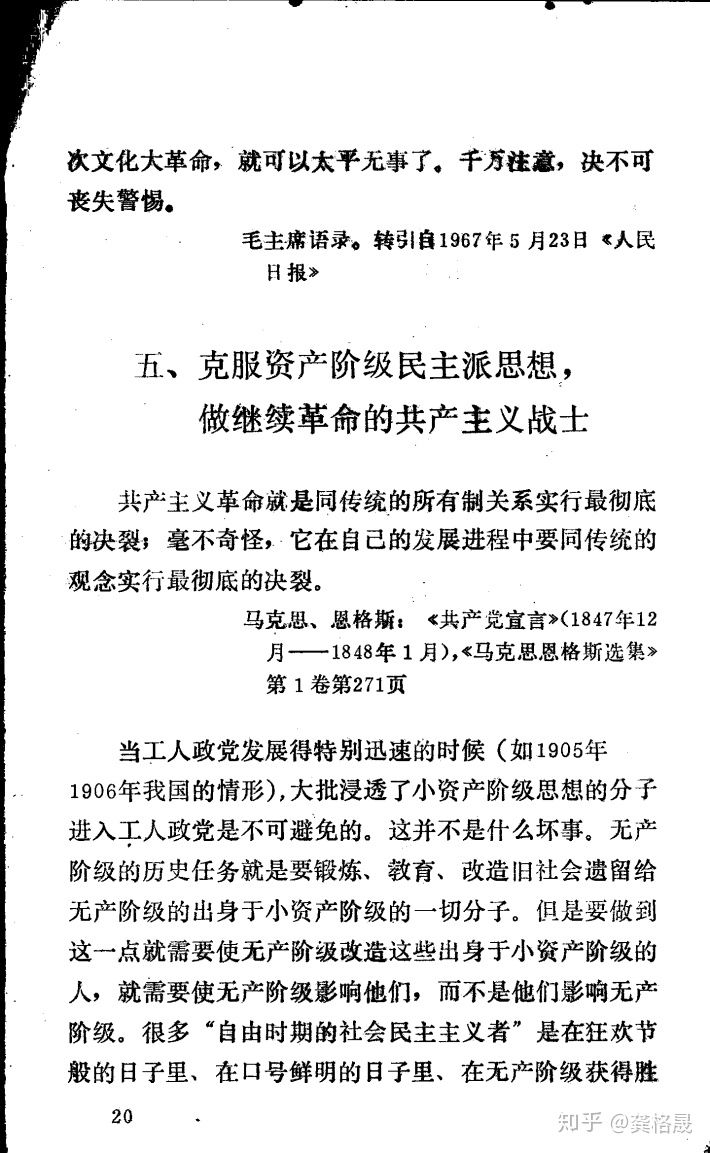 次文化大革命，就可以太平无事了。千万注意，决不可
丧失警惕。
毛主席语录。转引自1967年5月23日《人民
日报》
五、克服资产阶级民主派思想，
做继续革命的共产主义战士
共产主义革命就是同传统的所有制关系实行最彻底
的决裂；毫不奇怪，它在自己的发展进程中要同传统的
观念实行最彻底的决裂。
马克思、恩格斯：《共产党宣言》（1847年12
月——1848年1月），《马克思恩格斯选集》
第1卷第271页
当工人政党发展得特别迅速的时候（如1905年
1906年我国的情形），大批浸透了小资产阶级思想的分子
进入工人政党是不可避免的。这并不是什么坏事。无产
阶级的历史任务就是要锻炼、教育、改造旧社会遗留给
无产阶级的出身于小资产阶级的一切分子。但是要做到
这一点就需要使无产阶级改造这些出身于小资产阶级的
人，就需要使无产阶级影响他们，而不是他们影响无产
阶级。很多“自由时期的社会民主主义者”是在狂欢节
般的日子里、在口号鲜明的日子里、在无产阶级获得胜
20
知乎 @龚格晟